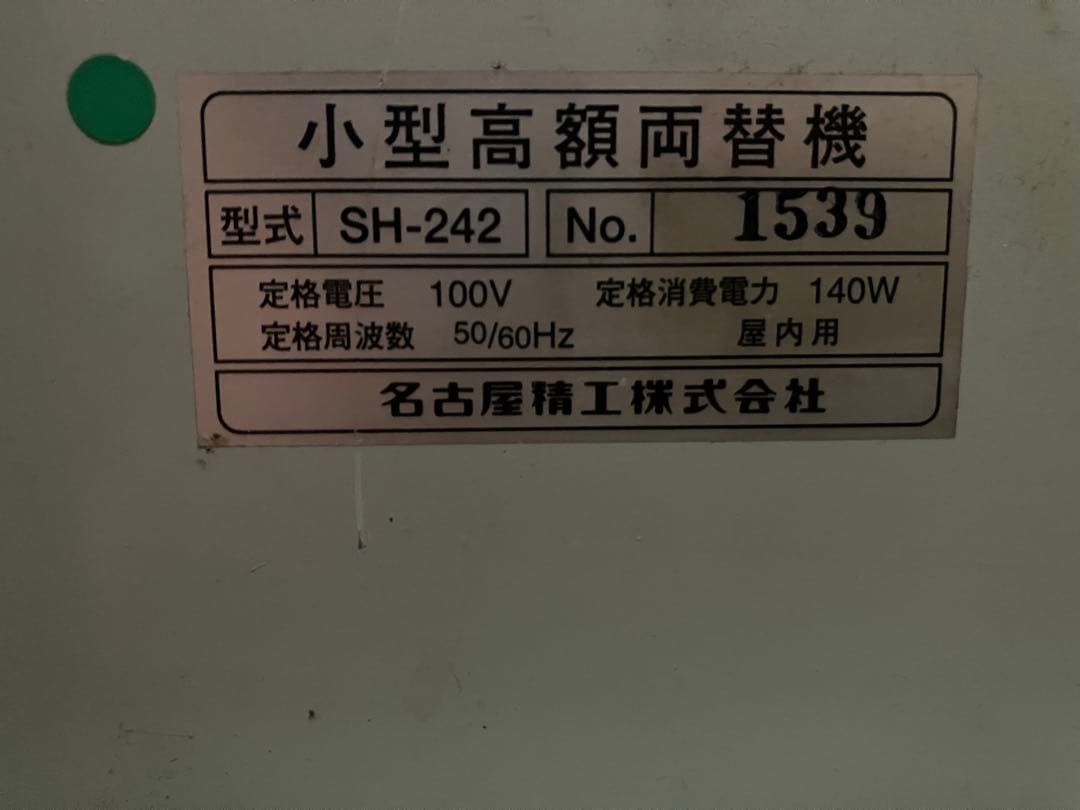 小型高額両替機
型式 SH-242 No. 1539
定格電圧 100V 定格消費電力 140W
定格周波数 50/60Hz 屋内用
名古屋精工株式会社